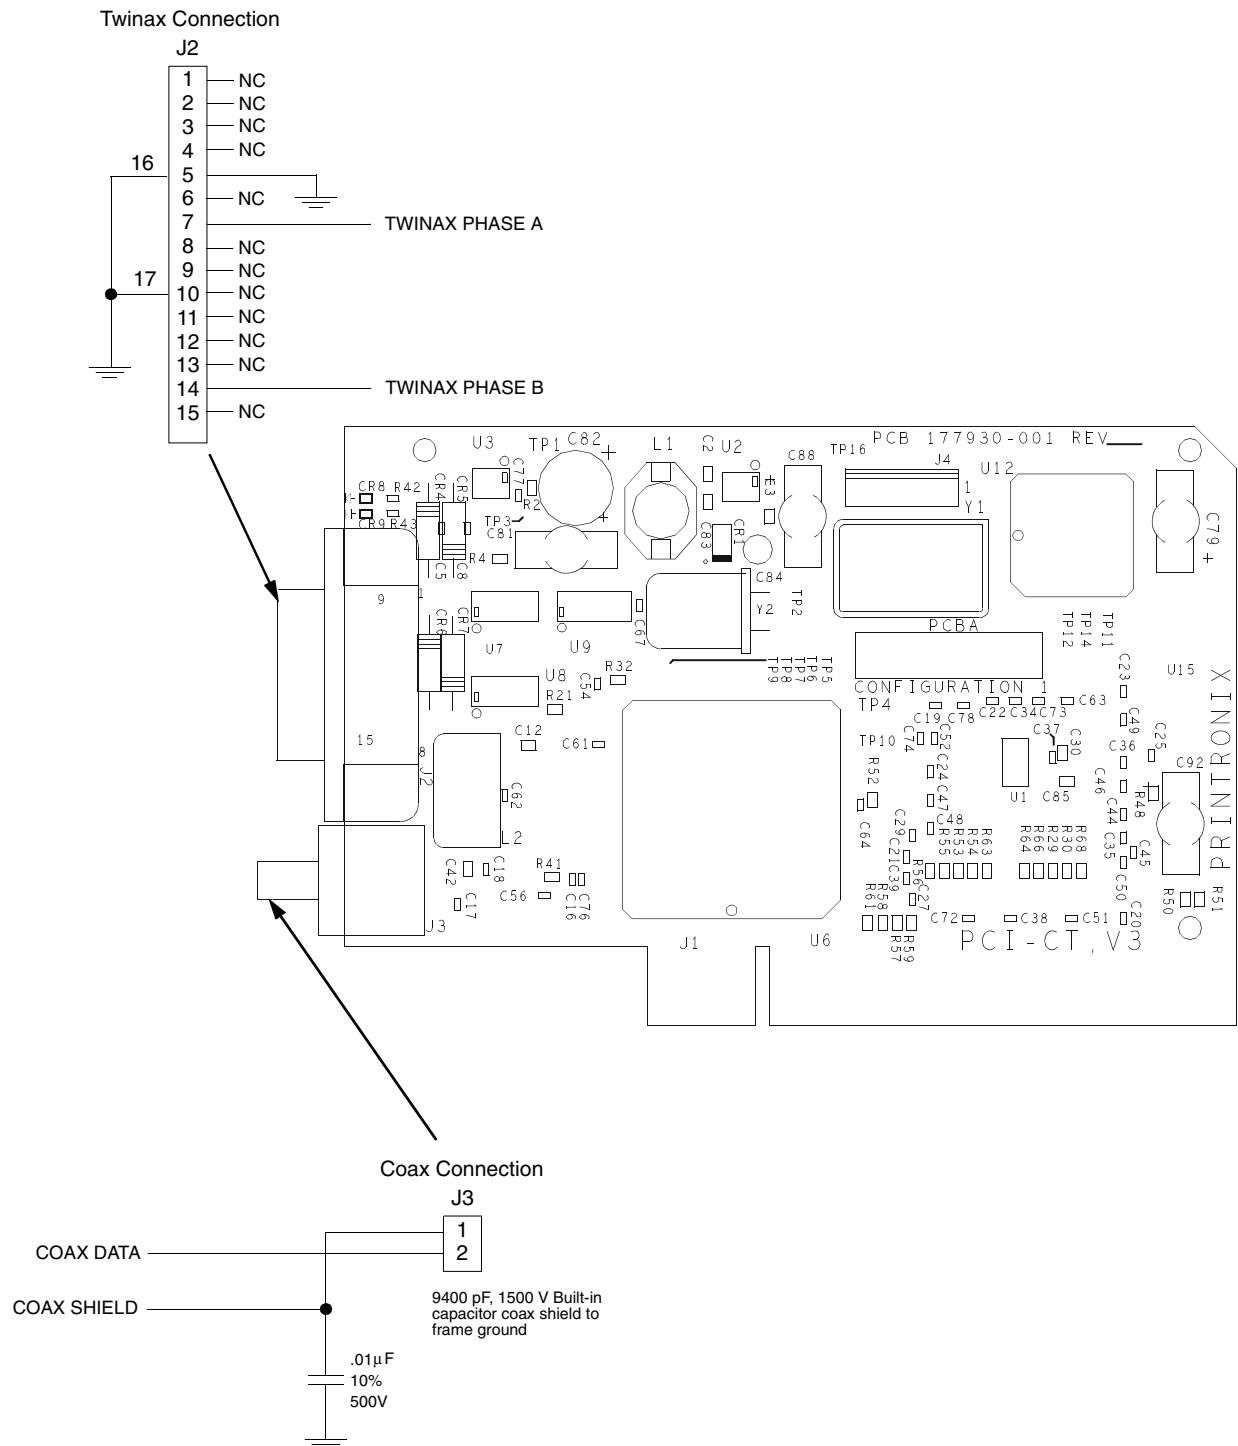 Twinax Connection
J2
1 NC
2 NC
3 NC
4 NC
16
5
6 NC
7 TWINAX PHASE A
8 NC
9 NC
17
10 NC
11 NC
12 NC
13 NC
14 TWINAX PHASE B
15 NC
PCB 177930-001 REV
U3
TP1
C82
L1
C2
U2
C88
TP16
J4
1
U12
Y1
C79
CR8
R42
CR9
R43
CR4
CR5
C77
R2
TP3
C81
R4
C5
C8
C83
CR1
C84
Y2
TP2
9
1
CR6
CR7
U7
U9
C67
PCBA
CONFIGURATION 1
TP12
TP14
TP11
TP9
TP8
TP7
TP6
TP5
U8
R21
C54
R32
C12
C61
15
8
J2
C62
L2
TP4
C19
C78
C22
C34
C73
C63
C23
U15
TP10
C74
C52
C37
C30
C49
C36
C25
R52
C24
C47
U1
C85
C46
C44
R48
C92
C64
C29
C48
C21
C39
R55
R53
R54
R63
R64
R66
R29
R30
R68
C35
C45
R56
C27
C50
R61
R58
R57
R59
C72
C38
C51
C20
R50
R51
C42
C18
C17
R41
C56
C16
C76
J3
J1
U6
PCI-CT,V3
PRINTRONIX
Coax Connection
J3
1
COAX DATA
2
COAX SHIELD
9400 pF, 1500 V Built-in
capacitor coax shield to
frame ground
.01µF
10%
500V